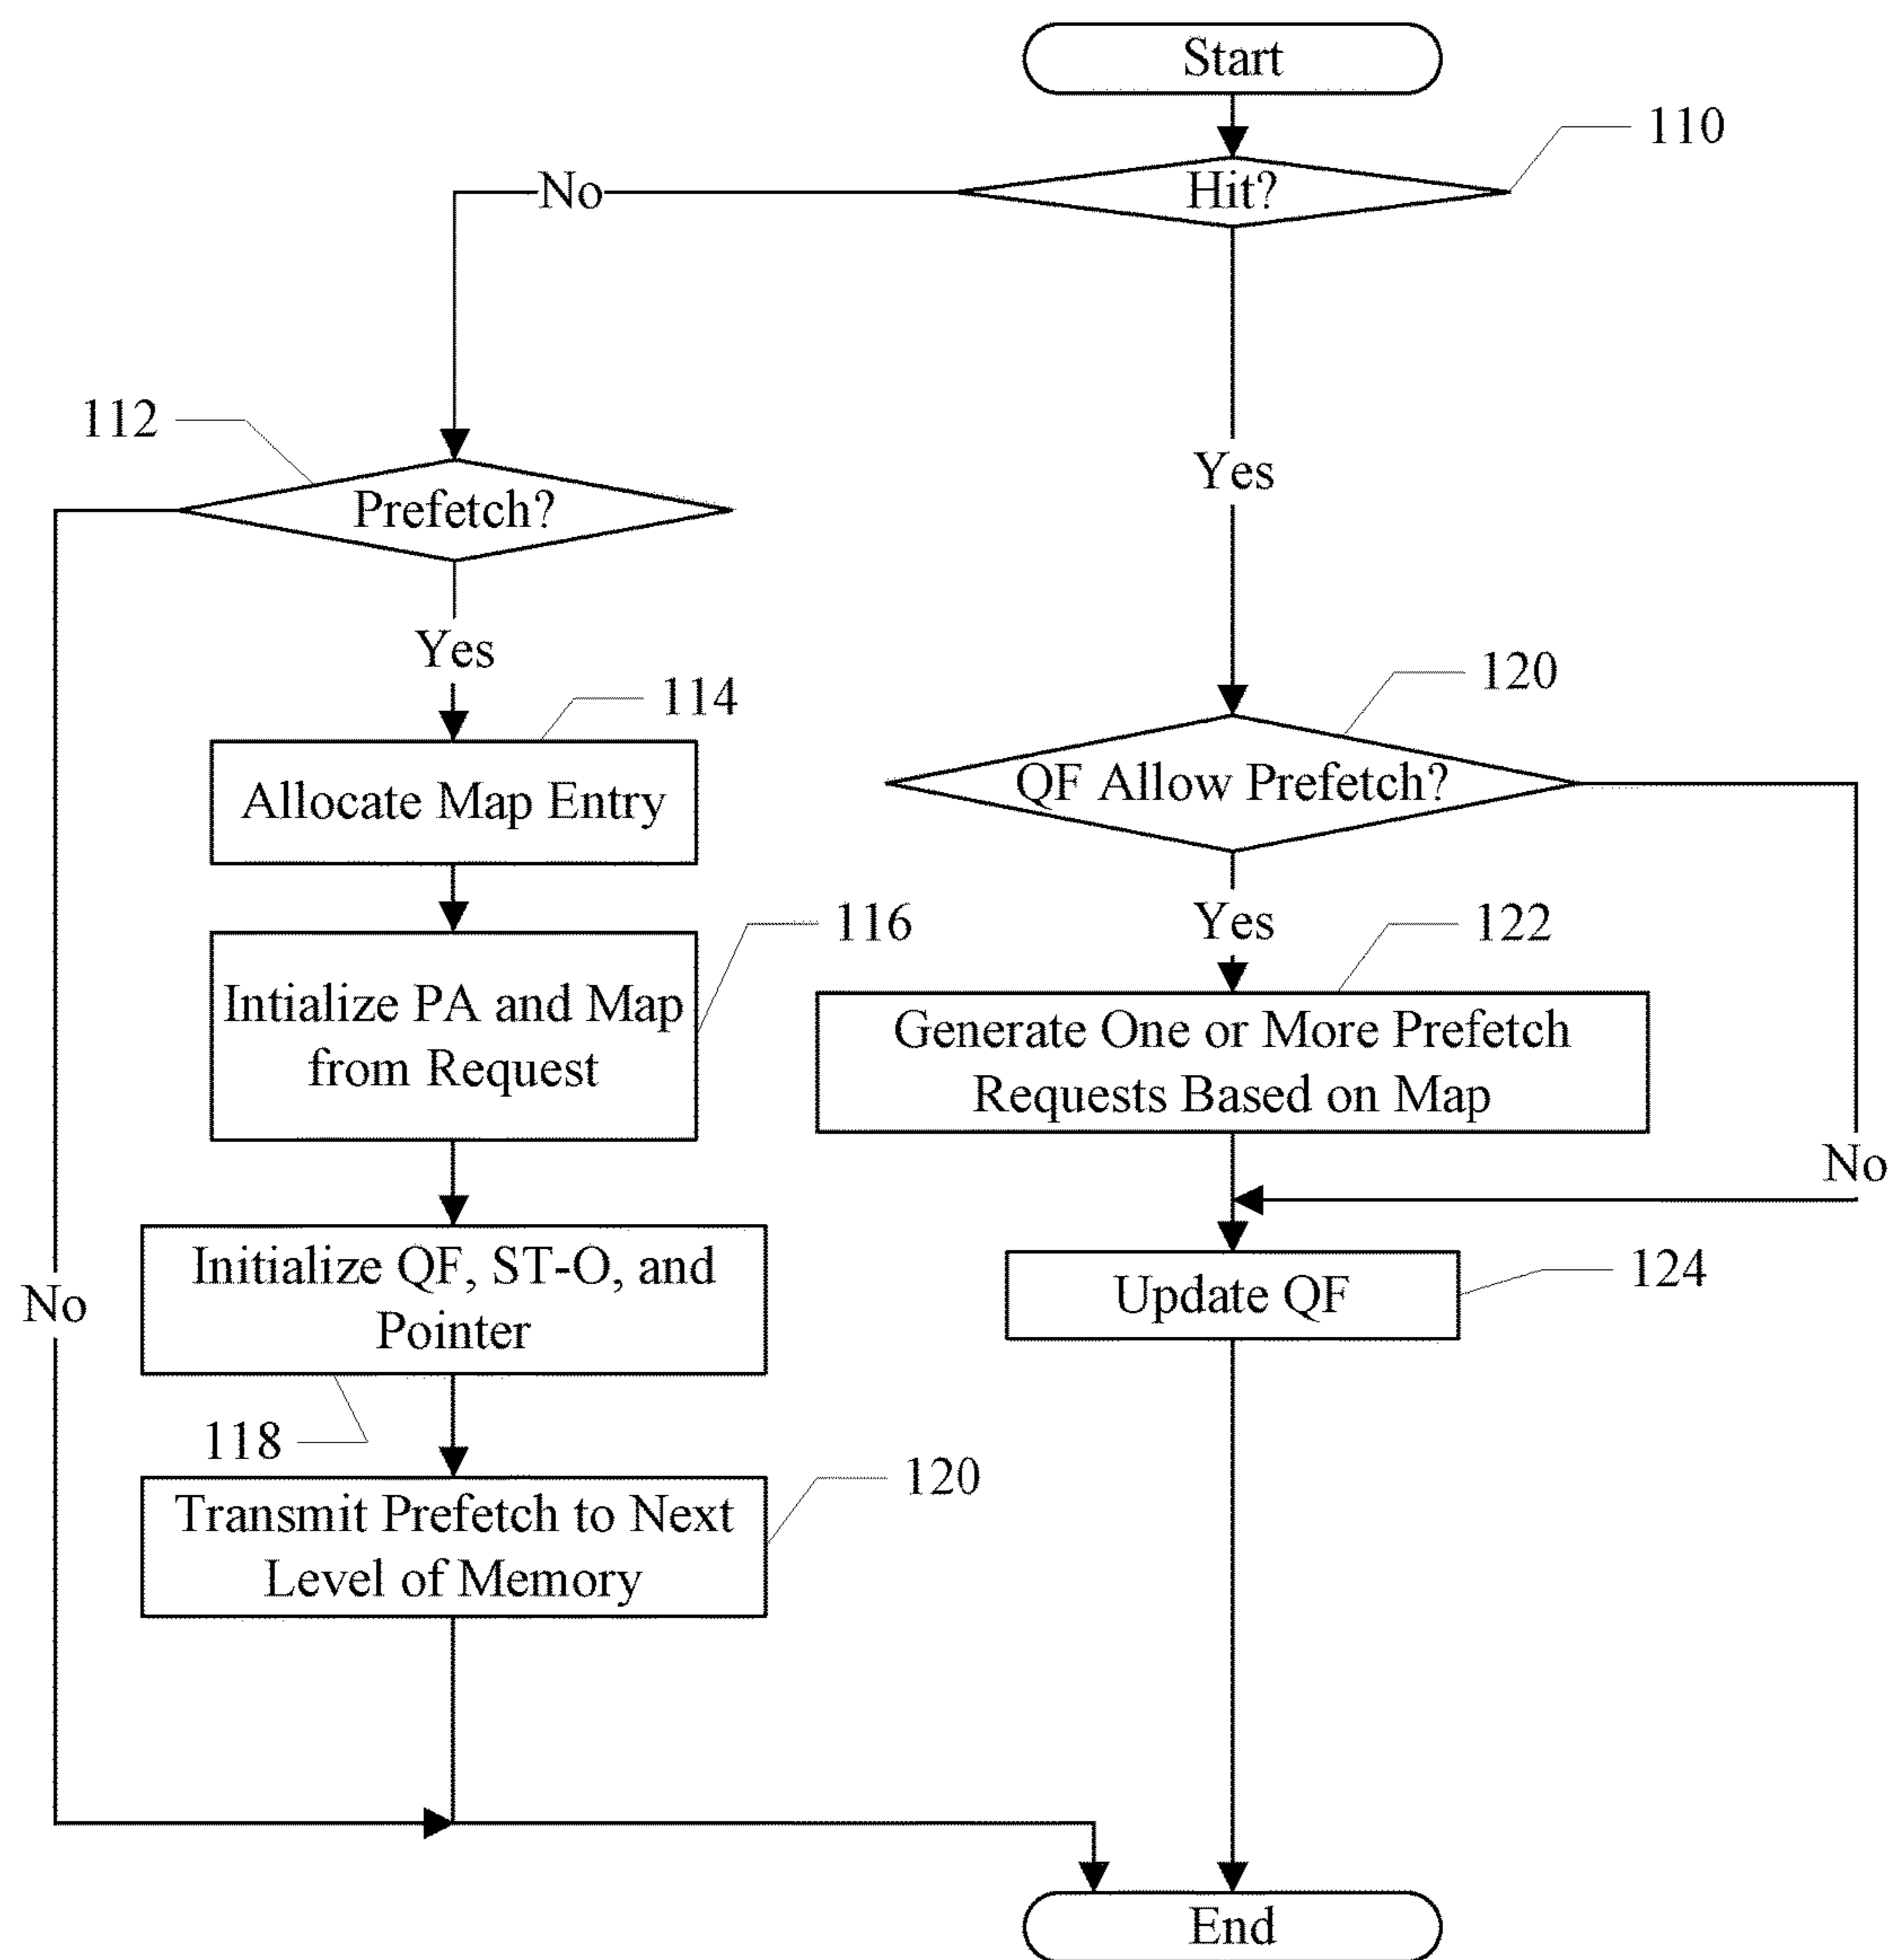 Start
110
Hit?
No
112
Prefetch?
Yes
Yes
114
120
Allocate Map Entry
QF Allow Prefetch?
116
Yes
122
Intialize PA and Map
from Request
Generate One or More Prefetch
Requests Based on Map
No
Initialize QF, ST-O, and
Pointer
No
Update QF
124
118
120
Transmit Prefetch to Next
Level of Memory
End